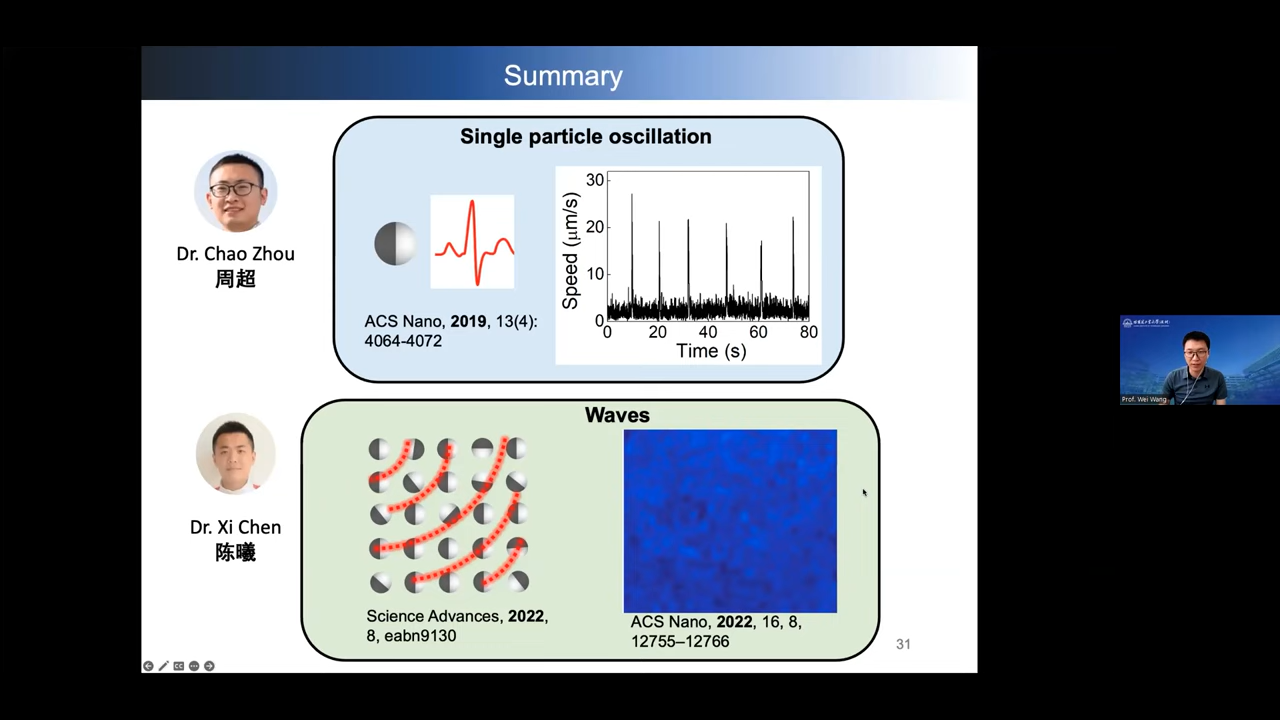 Summary
Single particle oscillation
Dr. Chao Zhou
周超
ACS Nano, 2019, 13(4):
4064-4072
Speed (μm/s)
30
20
10
0
0 20 40 60 80
Time (s)
Waves
Dr. Xi Chen
陈曦
Science Advances, 2022,
8, eabn9130
ACS Nano, 2022, 16, 8,
12755–12766
31
Prof. Wei Wang